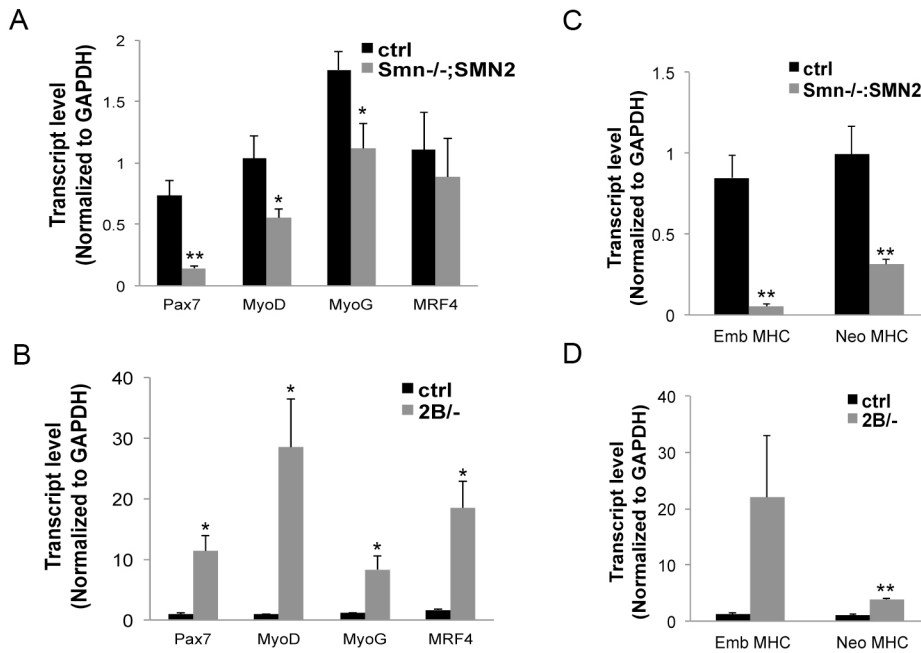 A
Transcript level
(Normalized to GAPDH)
2
1.5
1
0.5
0
ctrl
Smn-/-;SMN2
**
*
*
Pax7
MyoD
MyoG
MRF4
B
Transcript level
(Normalized to GAPDH)
40
30
20
10
0
ctrl
2B/-
*
*
*
*
Pax7
MyoD
MyoG
MRF4
C
Transcript level
(Normalized to GAPDH)
1.5
1
0.5
0
ctrl
Smn-/-:SMN2
**
**
Emb MHC
Neo MHC
D
Transcript level
(Normalized to GAPDH)
40
30
20
10
0
ctrl
2B/-
**
Emb MHC
Neo MHC